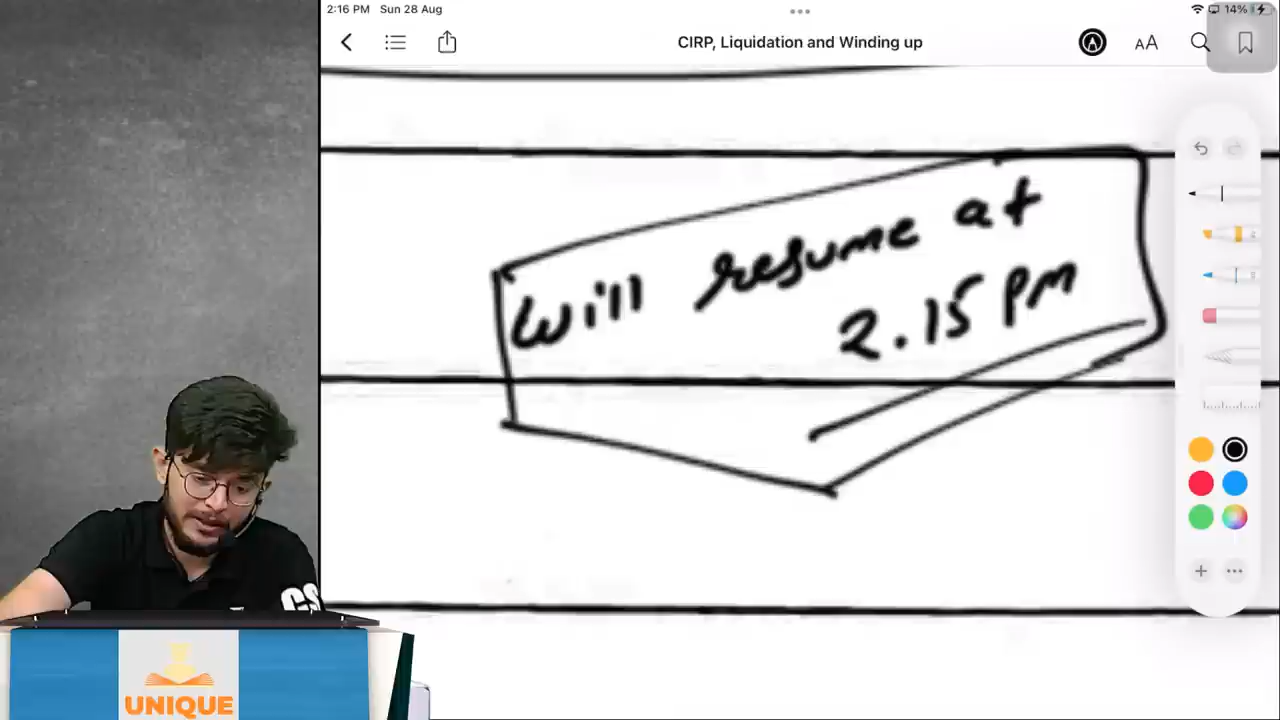 2:16 PM Sun 28 Aug
14%
CIRP, Liquidation and Winding up
AA
will resume at
2.15 pm
CS
UNIQUE